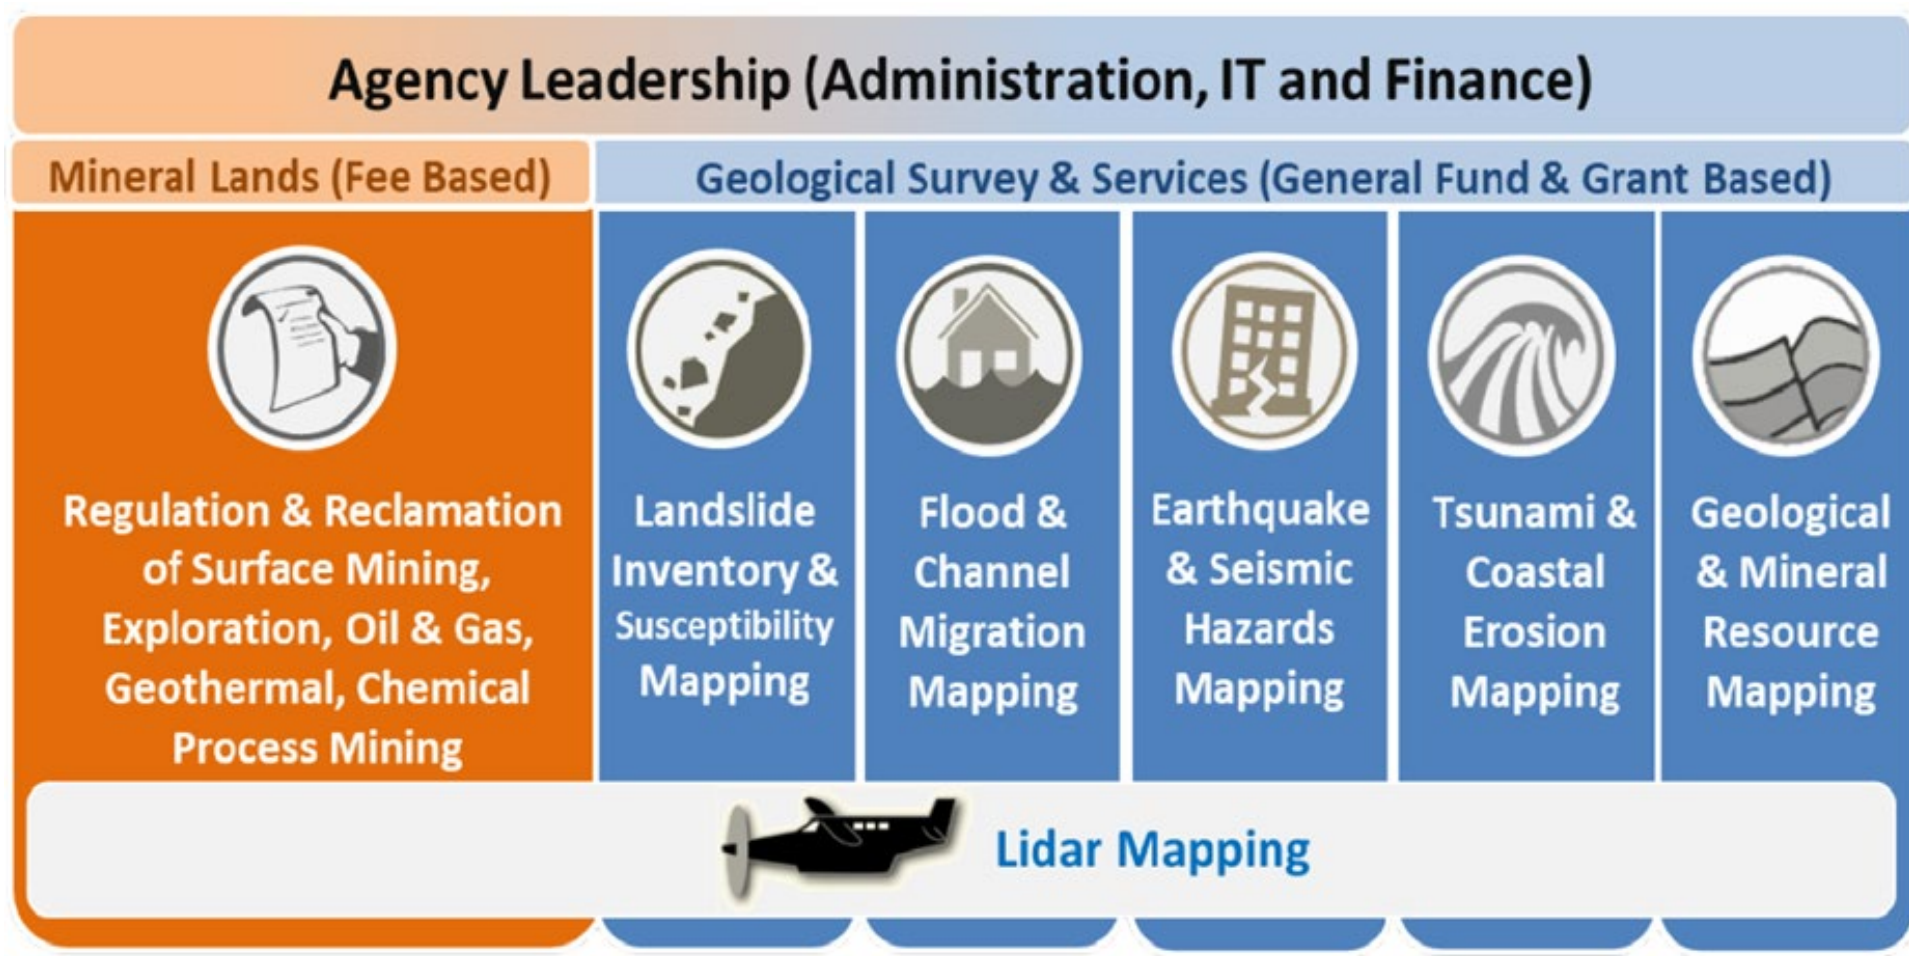 Agency Leadership (Administration, IT and Finance)
Mineral Lands (Fee Based)
Geological Survey & Services (General Fund & Grant Based)
Regulation & Reclamation
of Surface Mining,
Exploration, Oil & Gas,
Geothermal, Chemical
Process Mining
Landslide
Inventory &
Susceptibility
Mapping
Flood &
Channel
Migration
Mapping
Earthquake
& Seismic
Hazards
Mapping
Tsunami &
Coastal
Erosion
Mapping
Geological
& Mineral
Resource
Mapping
Lidar Mapping